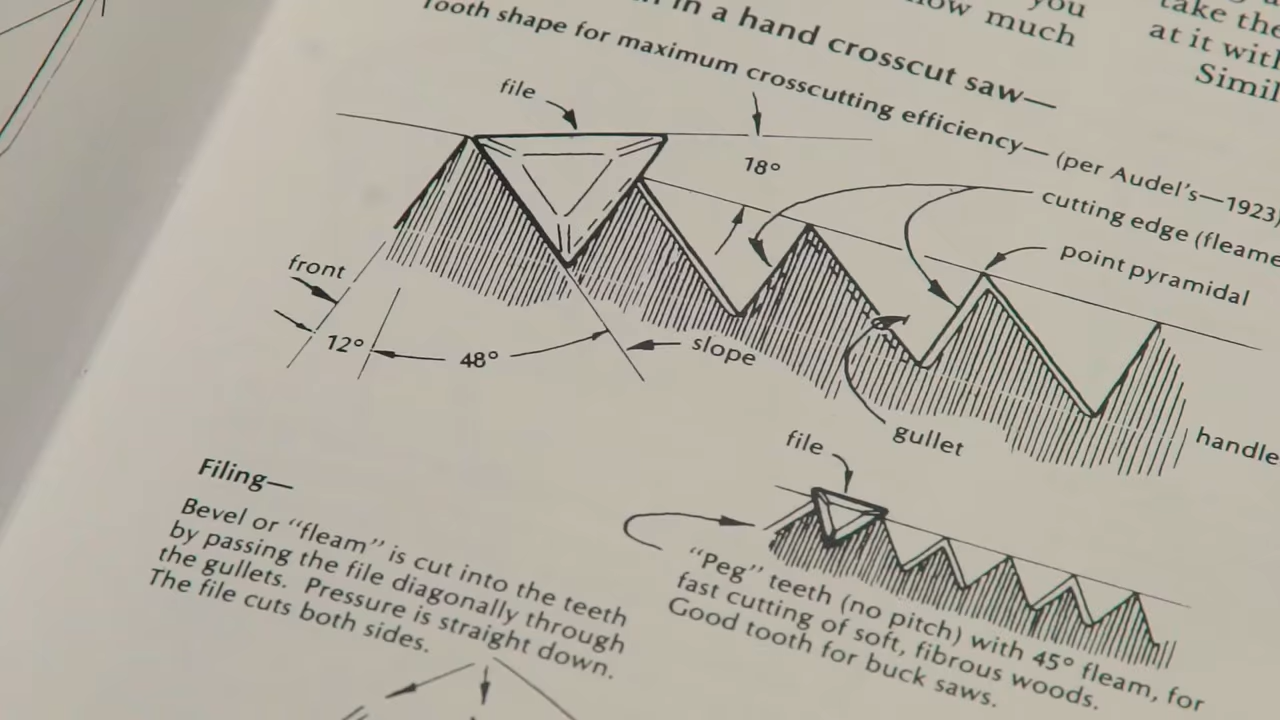 you
how much
take the
at it with
Simil
in a hand crosscut saw—
Tooth shape for maximum crosscutting efficiency— (per Audel's—1923)
file
18°
cutting edge (fleame
point pyramidal
front
12°
48°
slope
gullet
handle
file
Filing—
Bevel or “fleam” is cut into the teeth
by passing the file diagonally through
the gullets. Pressure is straight down.
The file cuts both sides.
“Peg” teeth (no pitch) with 45° fleam, for
fast cutting of soft, fibrous woods.
Good tooth for buck saws.